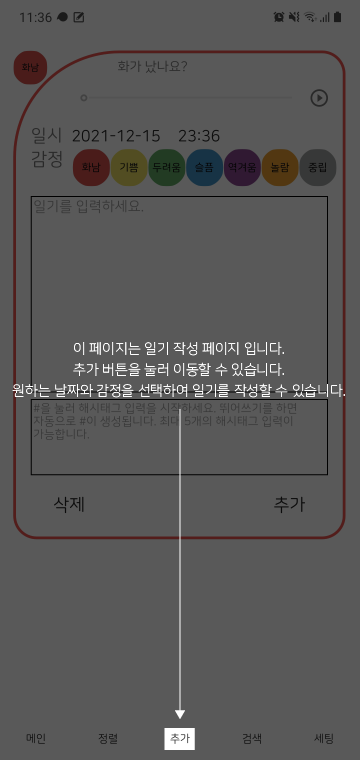 11:36
화남
화가 났나요?
일시 2021-12-15 23:36
감정 화남 기쁨 두려움 슬픔 역겨움 놀람 중립
일기를 입력하세요.
이 페이지는 일기 작성 페이지 입니다.
추가 버튼을 눌러 이동할 수 있습니다.
원하는 날짜와 감정을 선택하여 일기를 작성할 수 있습니다.
#을 눌러 해시태그 입력을 시작하세요. 띄어쓰기를 하면
자동으로 #이 생성됩니다. 최대 5개의 해시태그 입력이
가능합니다.
삭제 추가
메인 정렬 추가 검색 세팅